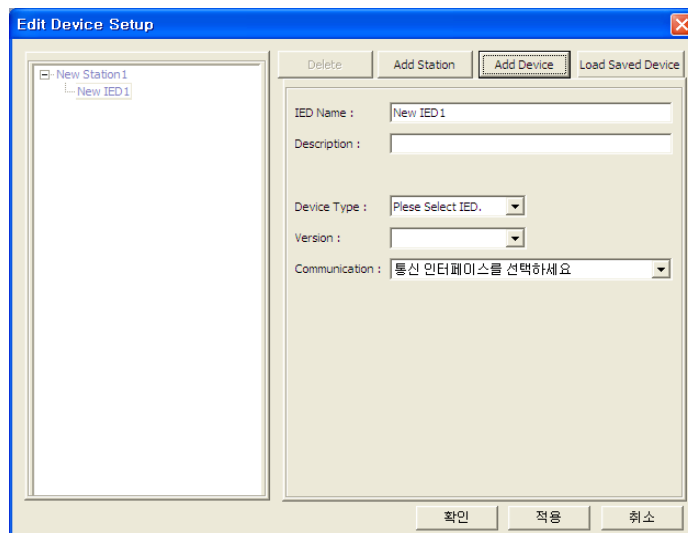 Edit Device Setup
New Station1
New IED1
Delete
Add Station
Add Device
Load Saved Device
IED Name :
New IED1
Description :
Device Type :
Plese Select IED.
Version :
Communication :
통신 인터페이스를 선택하세요
확인
적용
취소